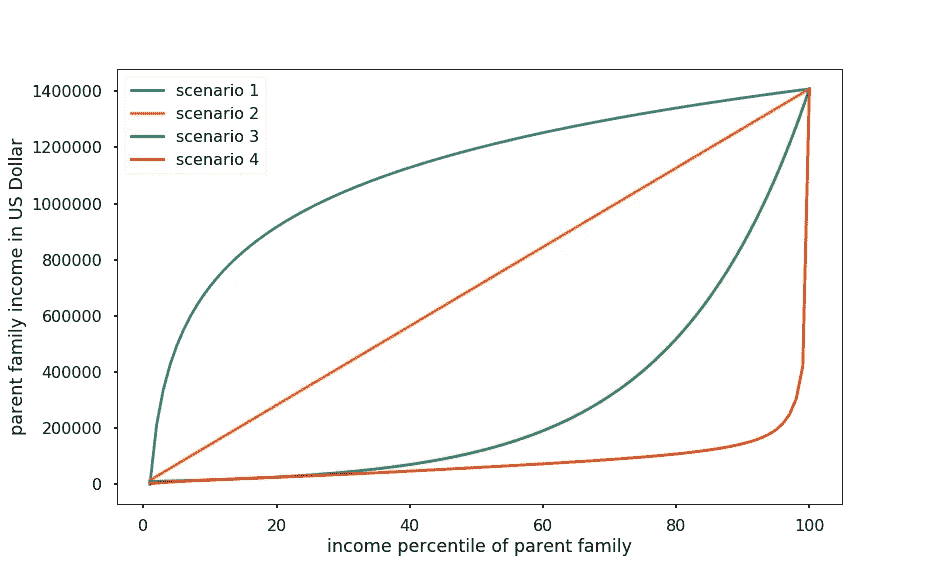 scenario 1
scenario 2
scenario 3
scenario 4
1400000
1200000
1000000
800000
600000
400000
200000
0
parent family income in US Dollar
0 20 40 60 80 100
income percentile of parent family